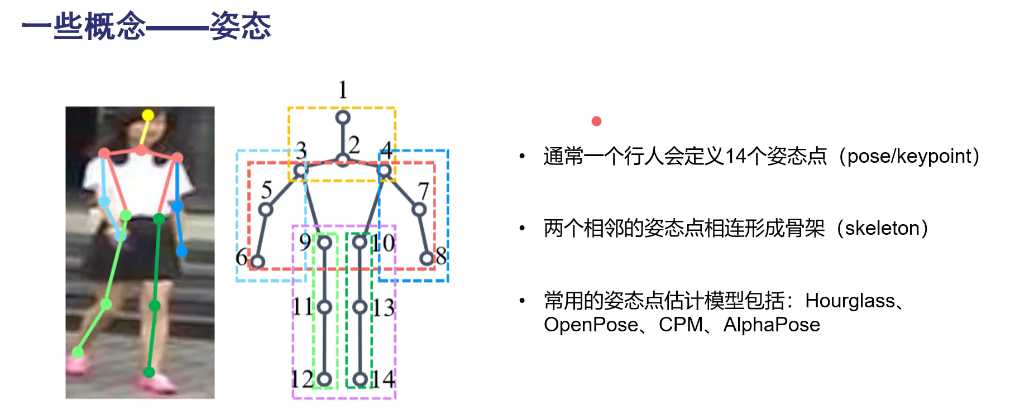 一些概念——姿态
1
2
3
4
5
7
6
8
9
10
11
13
12
14
• 通常一个行人会定义14个姿态点（pose/keypoint）
• 两个相邻的姿态点相连形成骨架（skeleton）
• 常用的姿态点估计模型包括：Hourglass、
OpenPose、CPM、AlphaPose